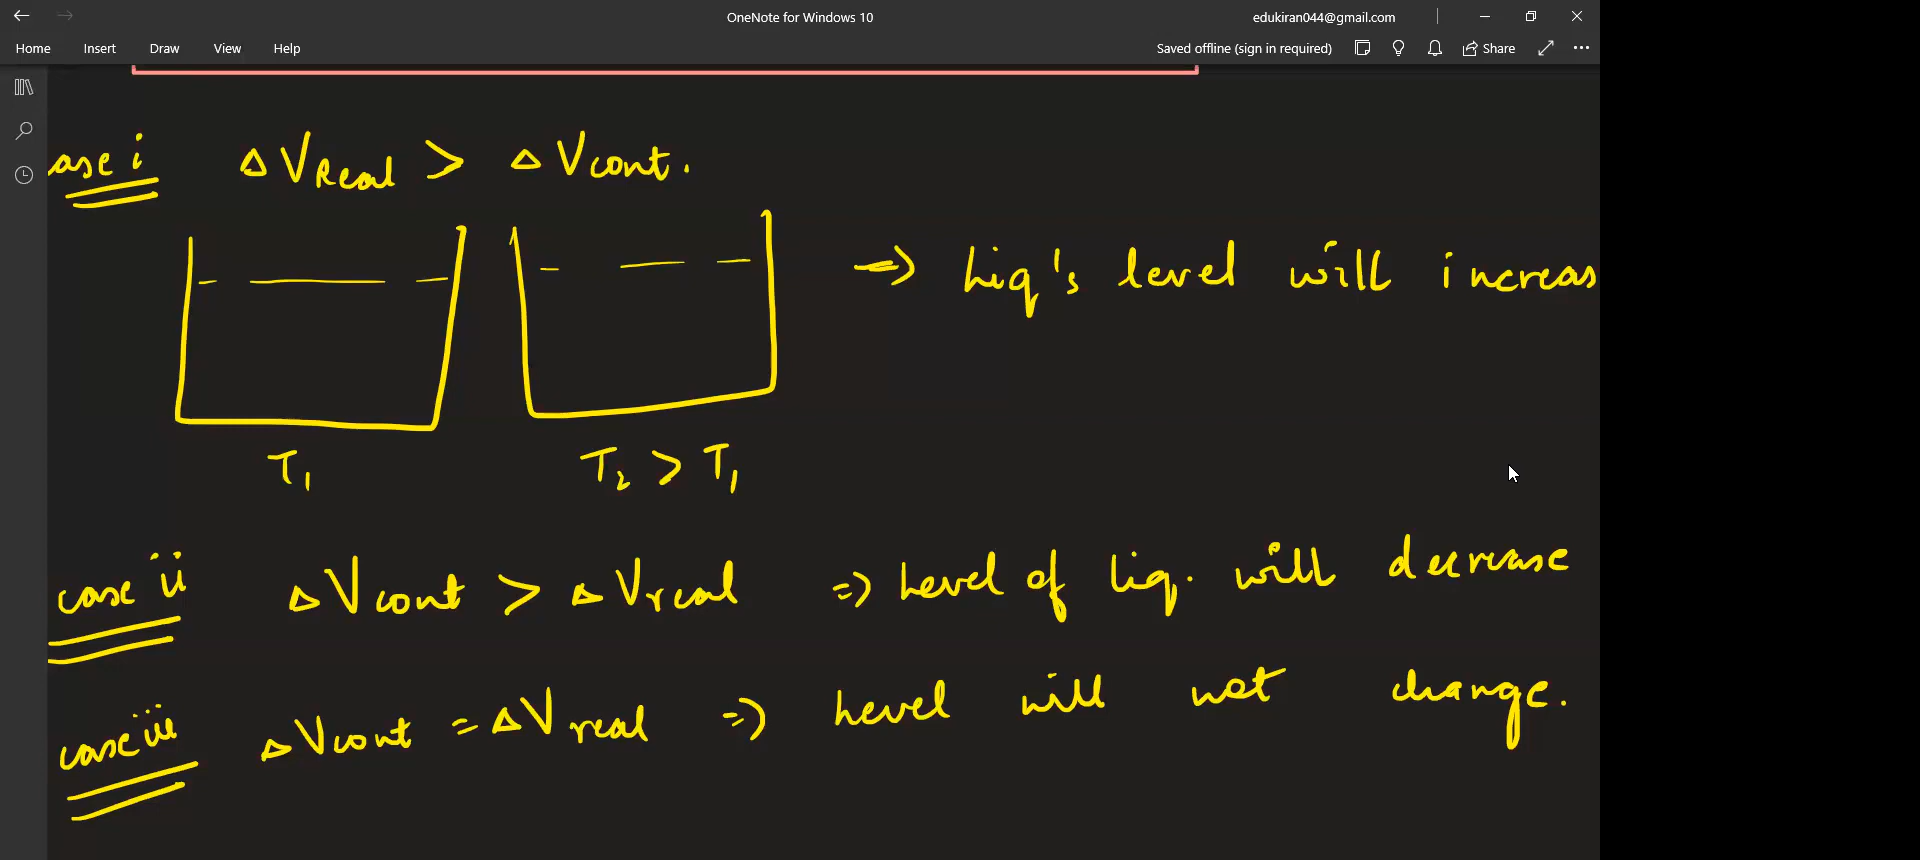 OneNote for Windows 10
edukiran044@gmail.com
Home Insert Draw View Help
Saved offline (sign in required) Share
ase i ΔVReal > ΔVcont.
⇒ Liq's level will increas
T1 T2 > T1
case ii ΔVcont > ΔVreal ⇒ Level of liq. will decrease
case iii ΔVcont = ΔVreal ⇒ Level will not change.